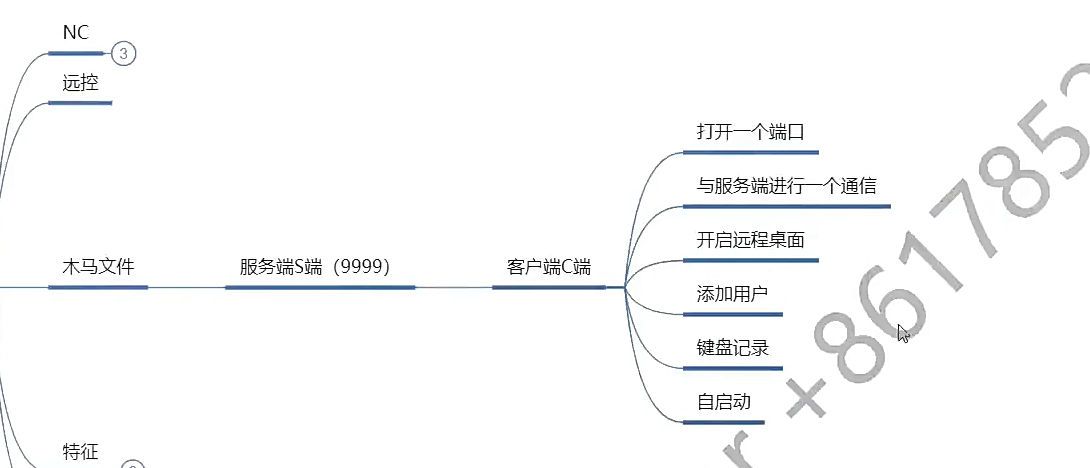 NC
3
远控
木马文件
服务端S端（9999）
客户端C端
打开一个端口
与服务端进行一个通信
开启远程桌面
添加用户
键盘记录
自启动
特征
r +861785